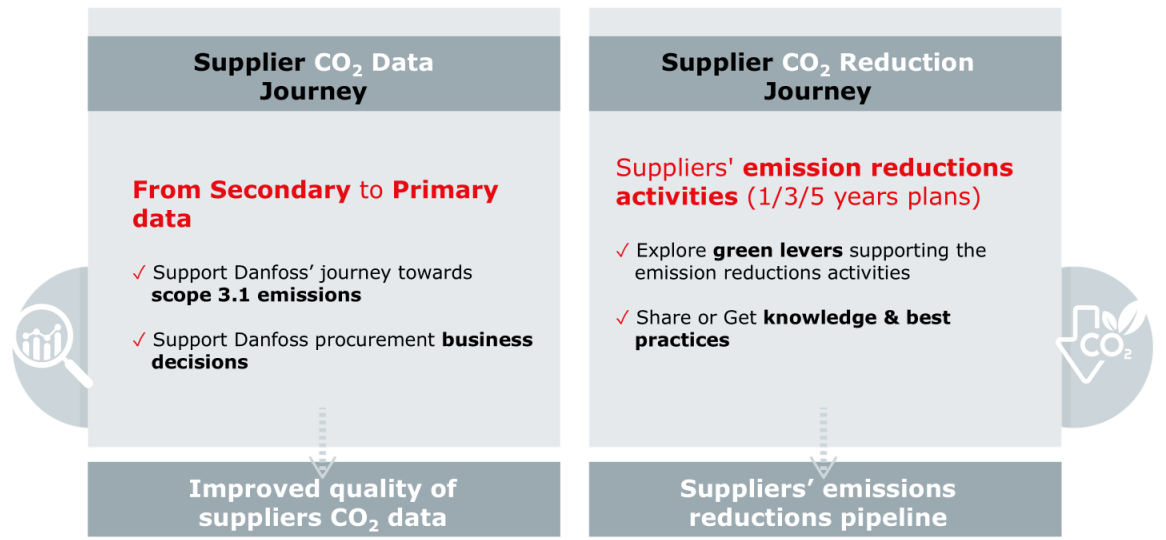 Supplier CO₂ Data
Journey
From Secondary to Primary
data
✓ Support Danfoss’ journey towards
scope 3.1 emissions
✓ Support Danfoss procurement business
decisions
Improved quality of
suppliers CO₂ data
Supplier CO₂ Reduction
Journey
Suppliers' emission reductions
activities (1/3/5 years plans)
✓ Explore green levers supporting the
emission reductions activities
✓ Share or Get knowledge & best
practices
CO₂
Suppliers’ emissions
reductions pipeline